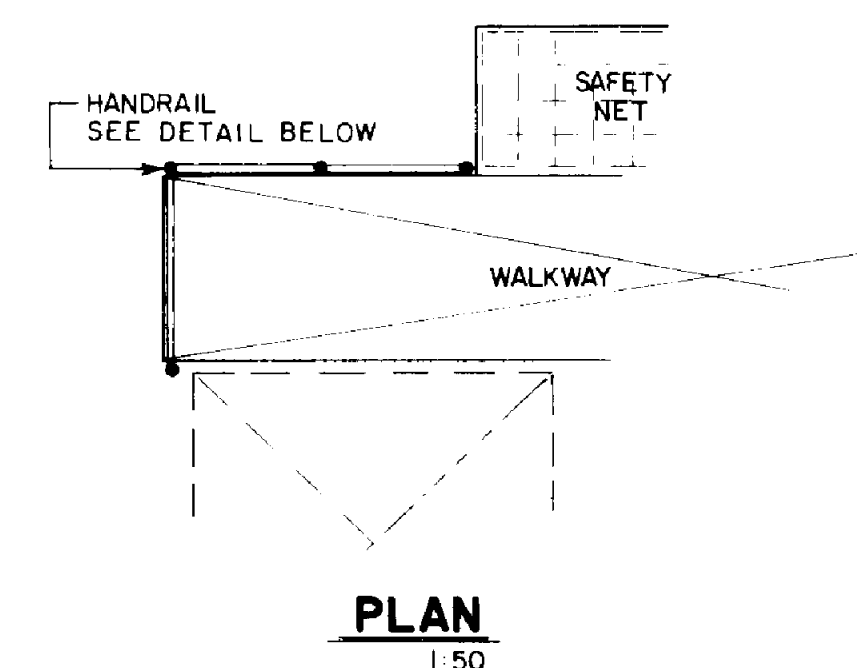 SAFETY
NET
HANDRAIL
SEE DETAIL BELOW
WALKWAY
PLAN
1:50